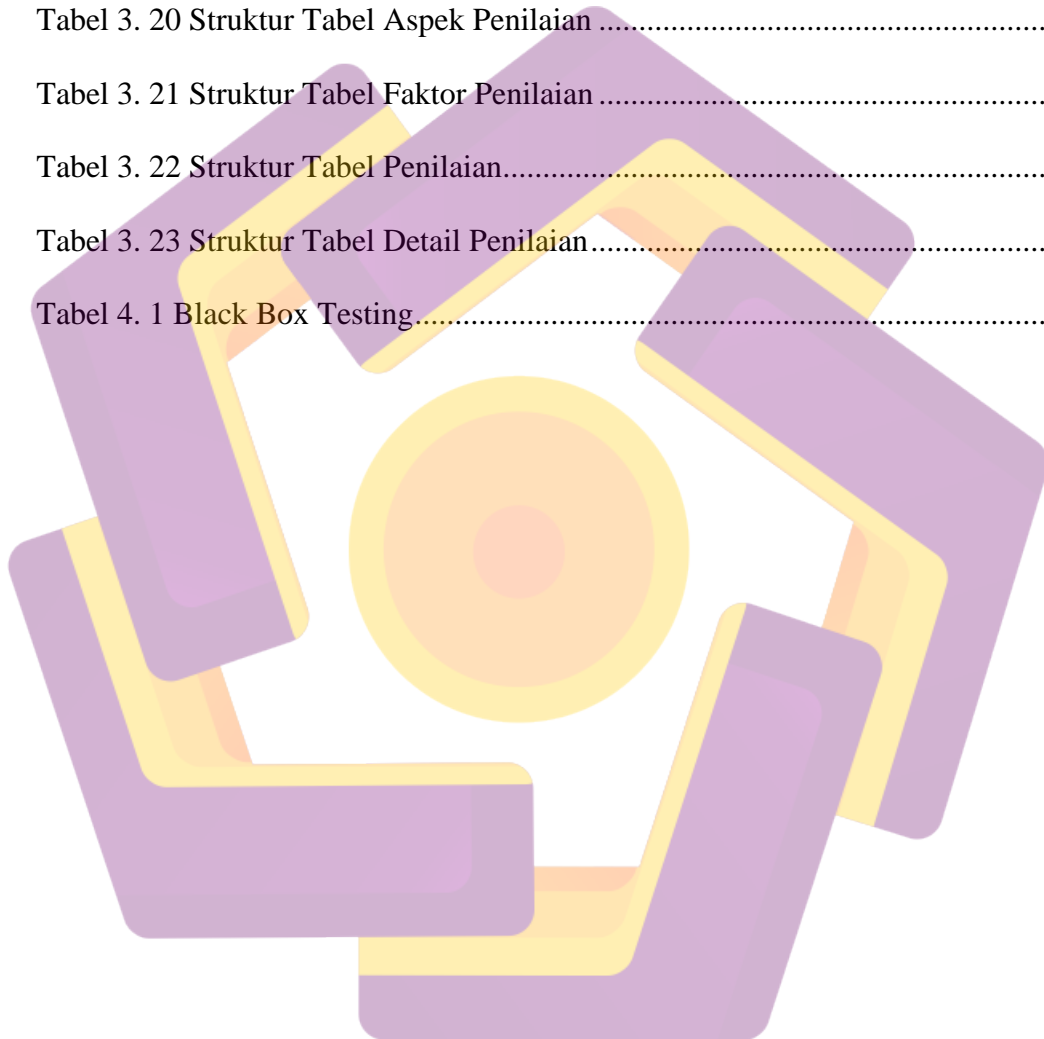 Tabel 3. 20 Struktur Tabel Aspek Penilaian ......................................................
Tabel 3. 21 Struktur Tabel Faktor Penilaian ......................................................
Tabel 3. 22 Struktur Tabel Penilaian..................................................................
Tabel 3. 23 Struktur Tabel Detail Penilaian.......................................................
Tabel 4. 1 Black Box Testing.............................................................................